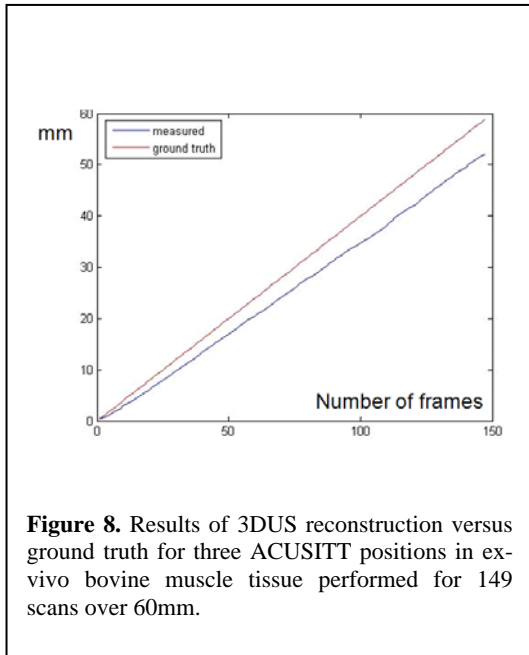 60
mm
measured
ground truth
50
40
30
20
10
0
Number of frames
0
50
100
150
Figure 8. Results of 3DUS reconstruction versus
ground truth for three ACUSITT positions in ex-
vivo bovine muscle tissue performed for 149
scans over 60mm.